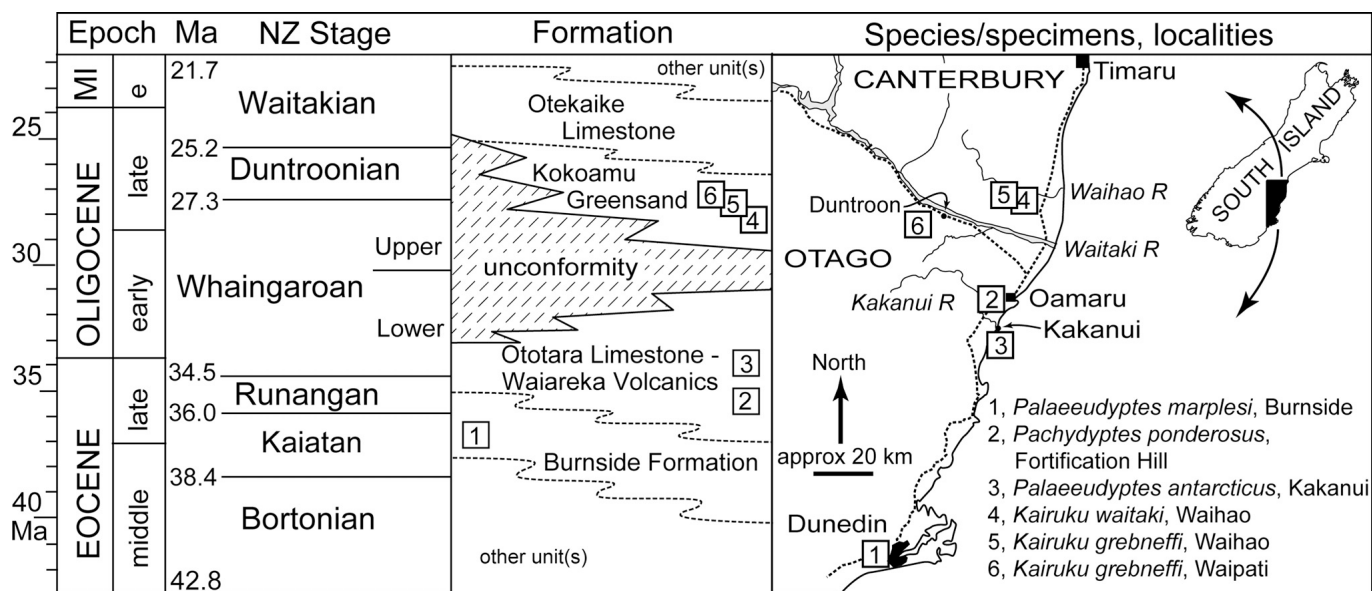 Epoch Ma NZ Stage Formation Species/specimens, localities
MI
e
OLIGOCENE
late
early
EOCENE
late
middle
25
30
35
40
Ma
21.7
25.2
27.3
34.5
36.0
38.4
42.8
Waitakian
Duntroonian
Whaingaroan
Upper
Lower
Runangan
Kaiatan
Bortonian
other unit(s)
Otekaike
Limestone
Kokoamu
Greensand
6
5
4
unconformity
Ototara Limestone -
Waiareka Volcanics
3
2
1
Burnside Formation
other unit(s)
CANTERBURY
Timaru
5
4
Waihao R
Duntroon
6
Waitaki R
OTAGO
Kakanui R
2
Oamaru
Kakanui
3
North
approx 20 km
Dunedin
1
SOUTH ISLAND
1, Palaeeudyptes marplesi, Burnside
2, Pachydyptes ponderosus,
Fortification Hill
3, Palaeeudyptes antarcticus, Kakanui
4, Kairuku waitaki, Waihao
5, Kairuku grebneffi, Waihao
6, Kairuku grebneffi, Waipati